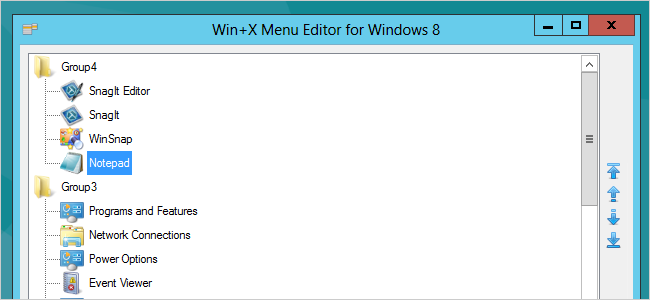 Win+X Menu Editor for Windows 8
Group4
SnagIt Editor
SnagIt
WinSnap
Notepad
Group3
Programs and Features
Network Connections
Power Options
Event Viewer